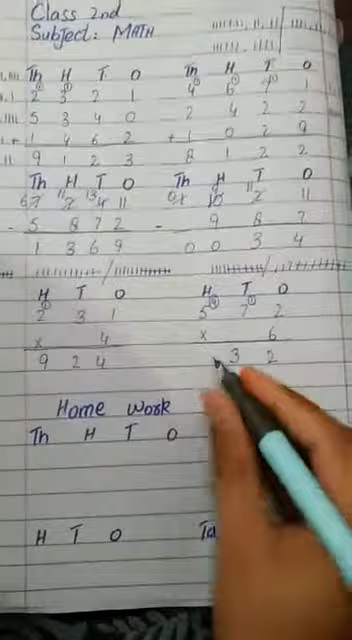 Class 2nd
Subject: MATH
Th H T O Th H T O
2 3 2 1 4 6 7 1
5 3 4 0 2 4 2 2
+ 1 4 6 2 + 1 0 2 9
9 1 2 3 8 1 2 2
Th H T O Th H T O
- 5 8 7 2 - 9 8 7
1 3 6 9 0 0 3 4
H T O H T O
2 3 1 5 7 2
x 4 x 6
9 2 4 3 2
Home work
Th H T O
H T O